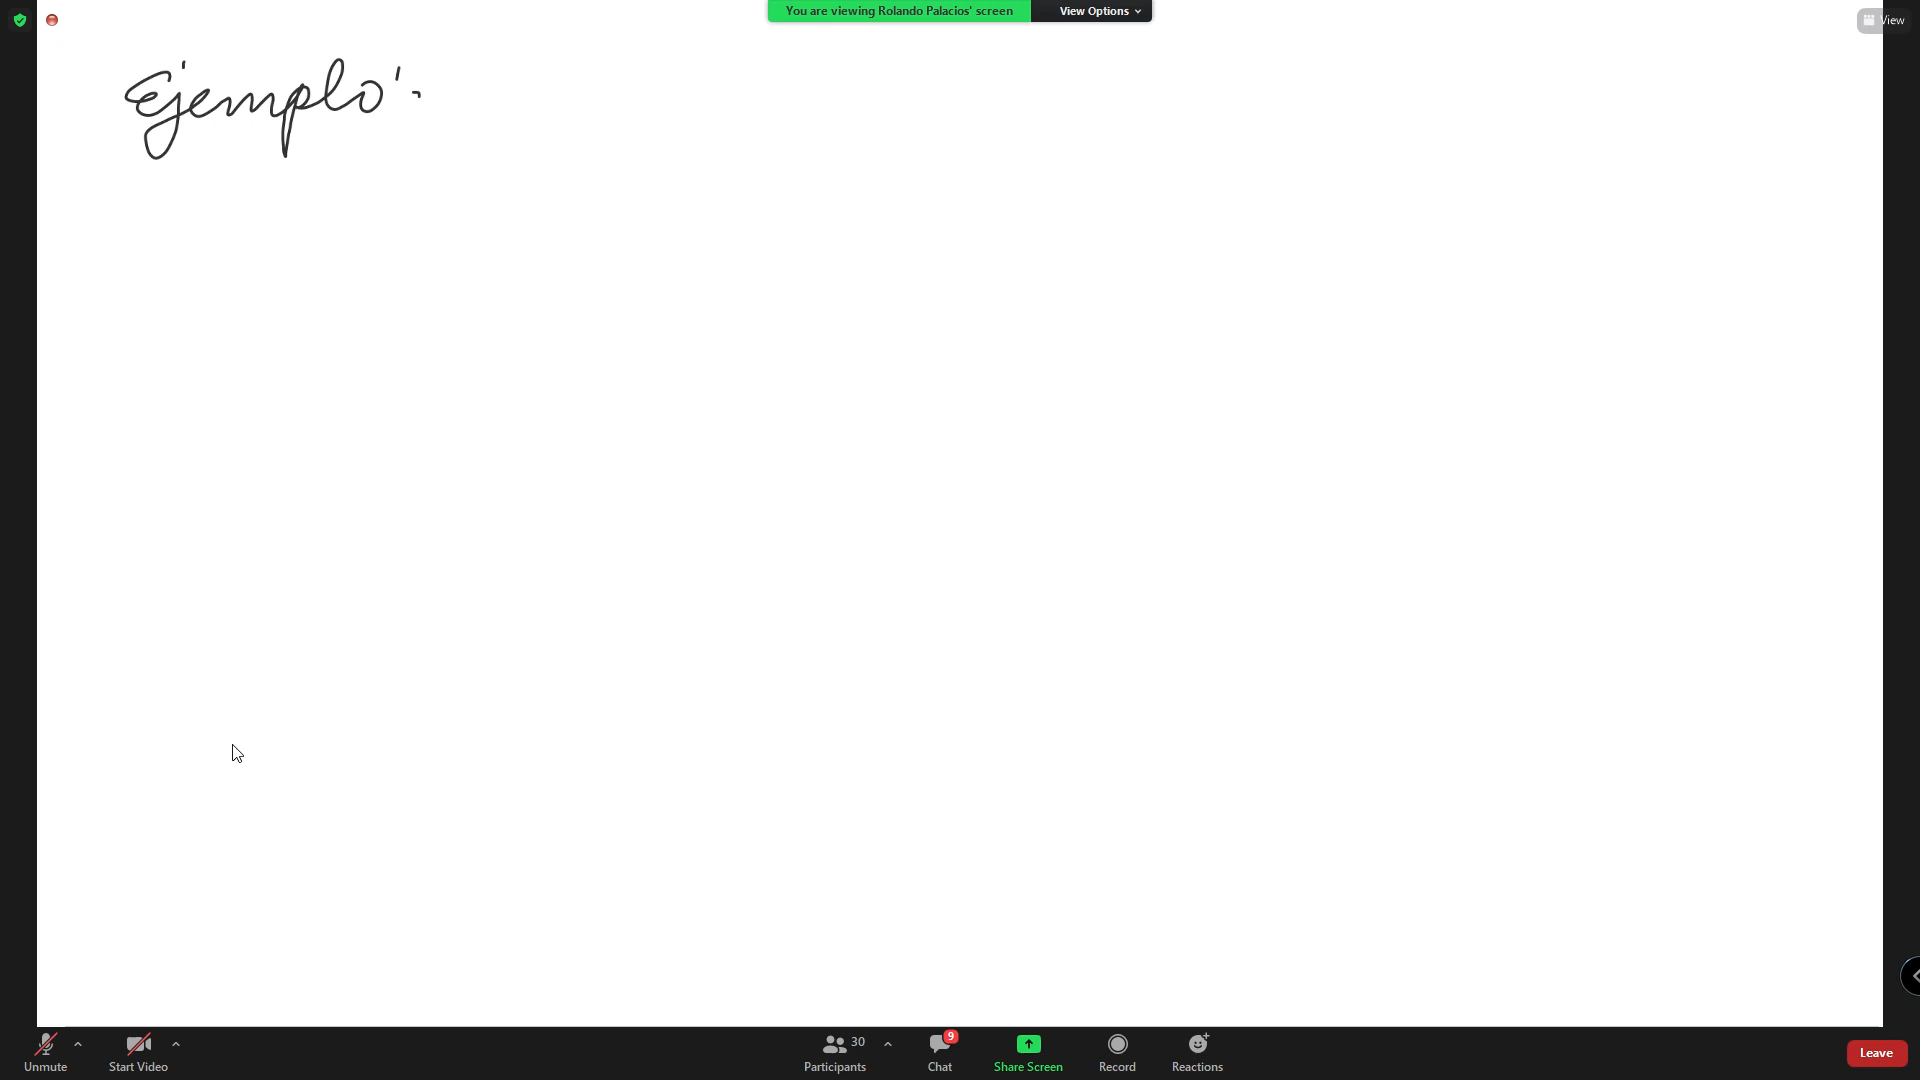 You are viewing Rolando Palacios' screen View Options
View
Ejemplo:
30
9
Unmute Start Video Participants Chat Share Screen Record Reactions Leave